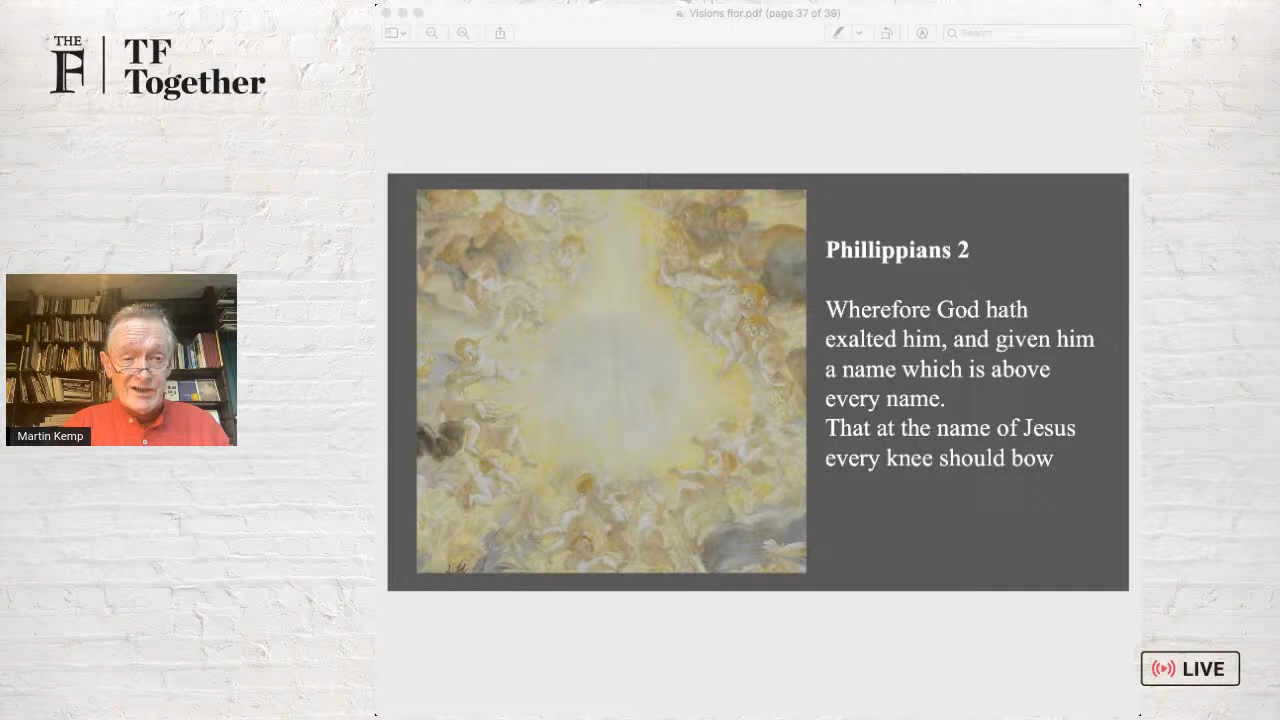 THE
F
TF
Together
Visions flor.pdf (page 37 of 39)
Search
Phillippians 2
Wherefore God hath
exalted him, and given him
a name which is above
every name.
That at the name of Jesus
every knee should bow
Martin Kemp
LIVE